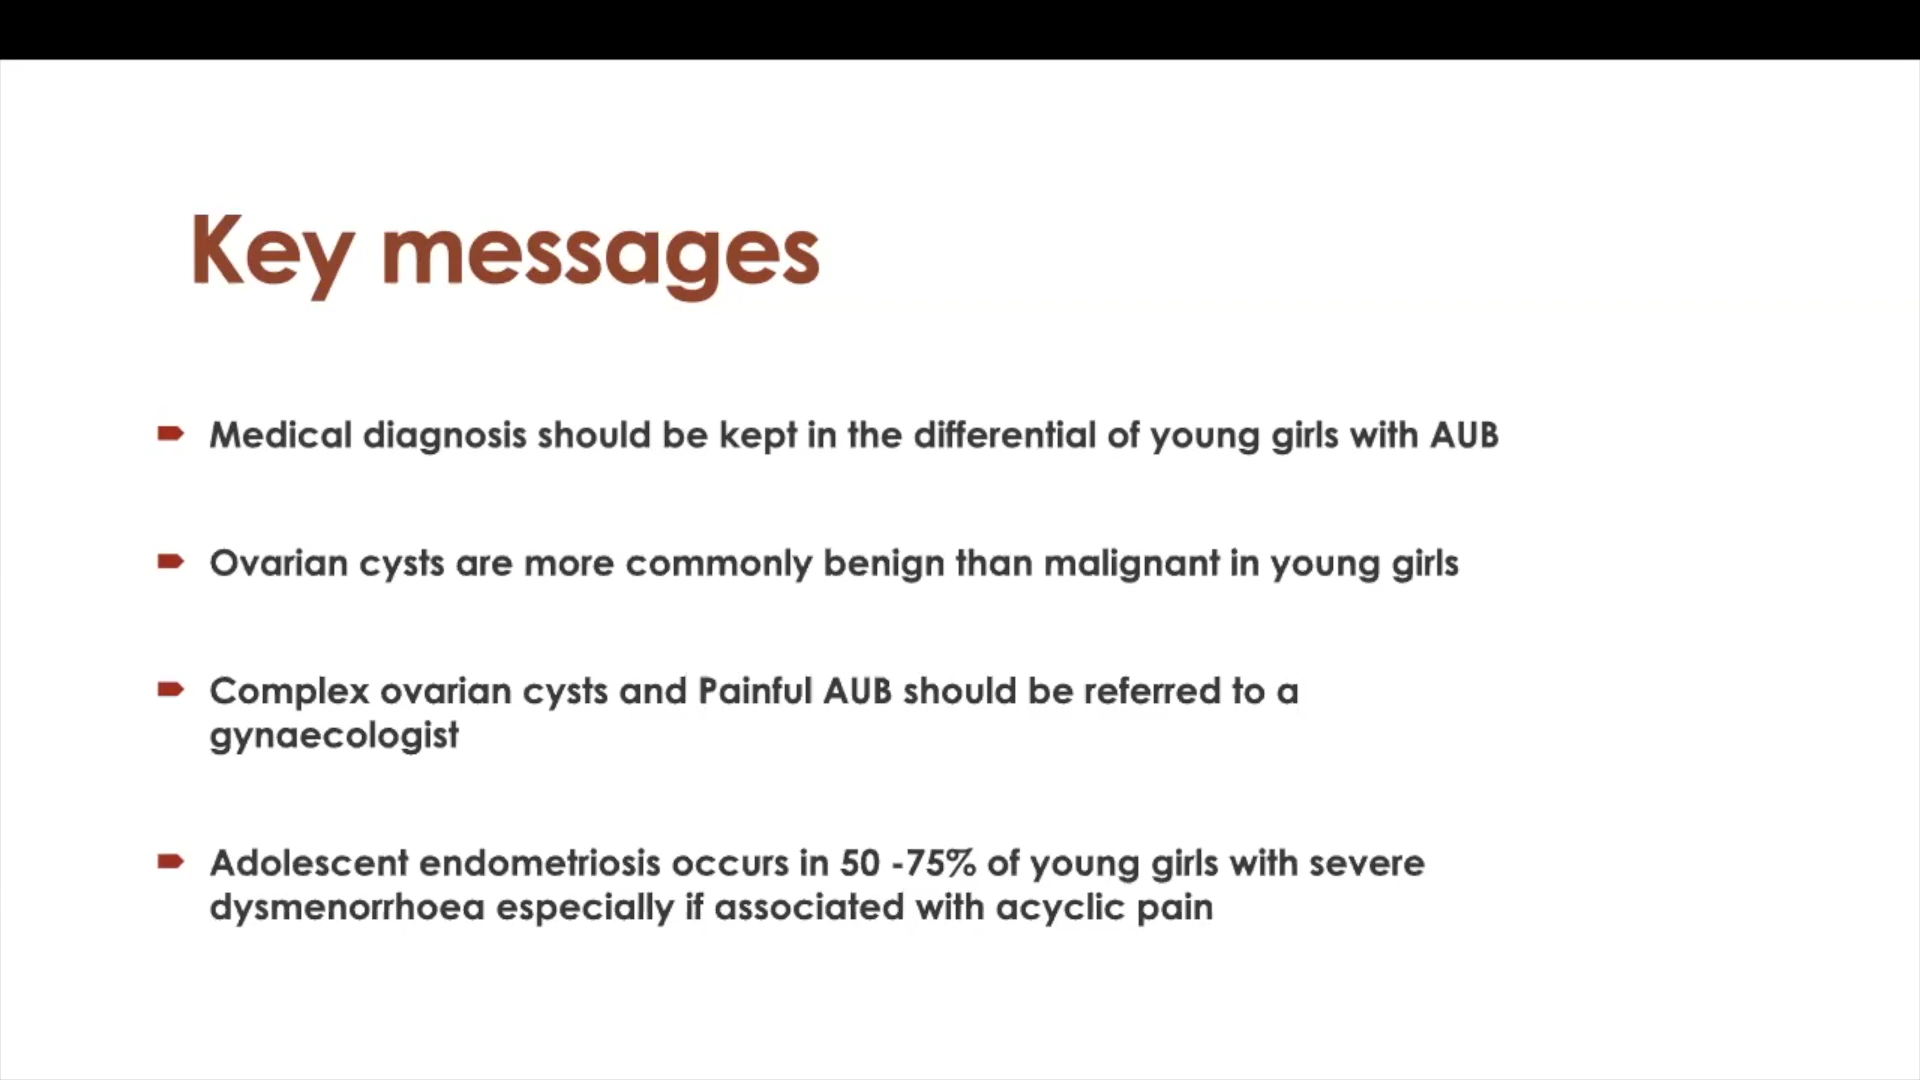 Key messages
Medical diagnosis should be kept in the differential of young girls with AUB
Ovarian cysts are more commonly benign than malignant in young girls
Complex ovarian cysts and Painful AUB should be referred to a
gynaecologist
Adolescent endometriosis occurs in 50 -75% of young girls with severe
dysmenorrhoea especially if associated with acyclic pain